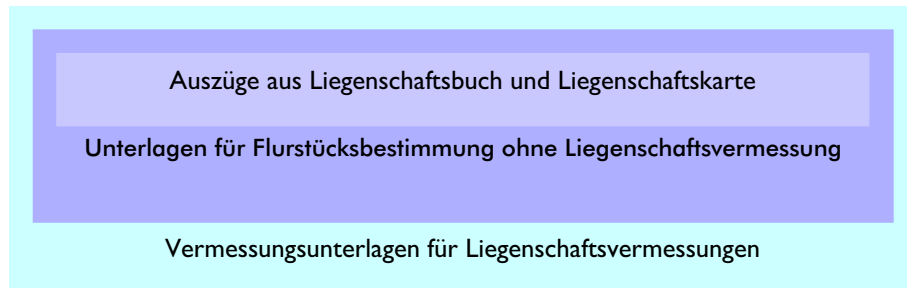 Auszüge aus Liegenschaftsbuch und Liegenschaftskarte
Unterlagen für Flurstücksbestimmung ohne Liegenschaftsvermessung
Vermessungsunterlagen für Liegenschaftsvermessungen